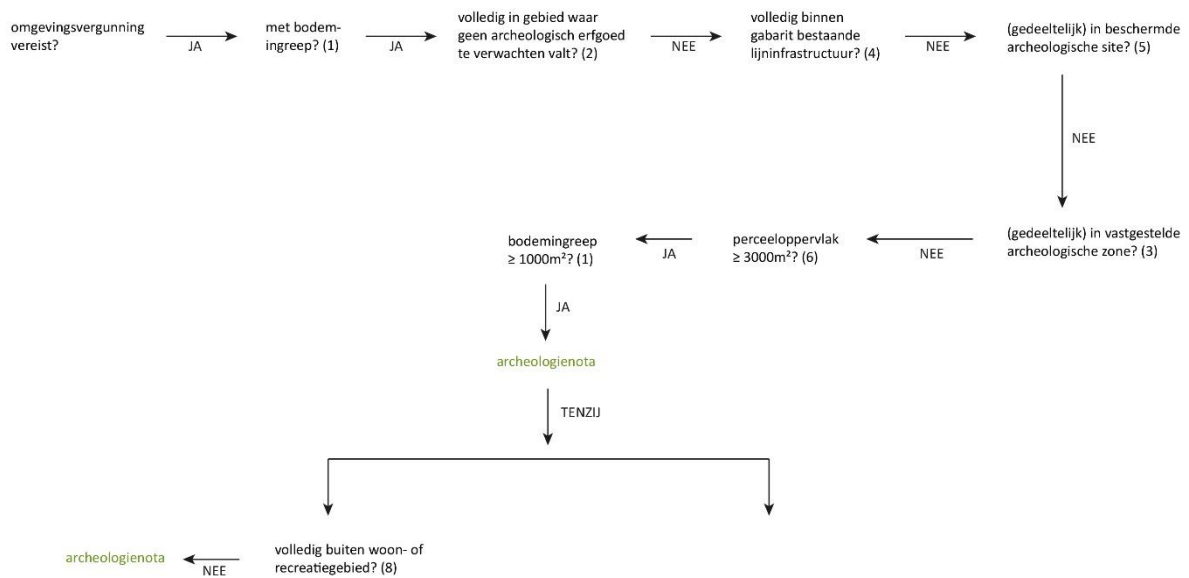 omgevingsvergunning
vereist?
JA
met bodem-
ingreep? (1)
JA
volledig in gebied waar
geen archeologisch erfgoed
te verwachten valt? (2)
NEE
volledig binnen
gabarit bestaande
lijninfrastructuur? (4)
NEE
(gedeeltelijk) in beschermde
archeologische site? (5)
NEE
(gedeeltelijk) in vastgestelde
archeologische zone? (3)
NEE
perceeloppervlak
≥ 3000m²? (6)
JA
bodemingreep
≥ 1000m²? (1)
JA
archeologienota
TENZIJ
volledig buiten woon- of
recreatiegebied? (8)
NEE
archeologienota